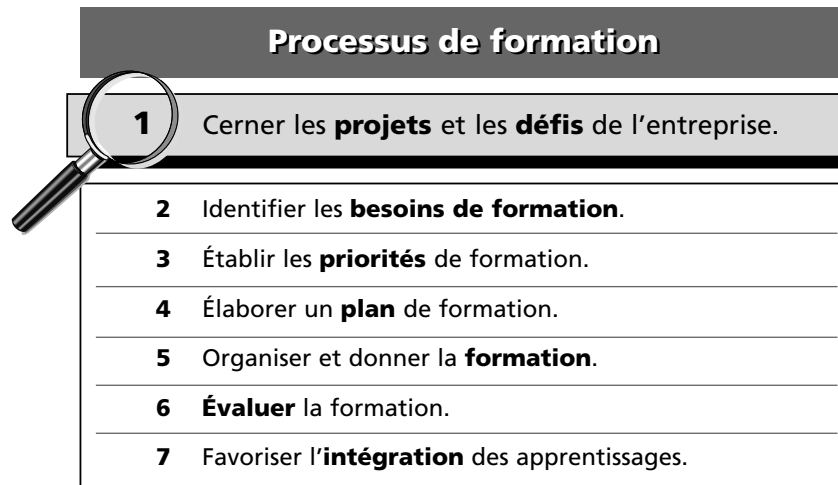 Processus de formation
1 Cerner les projets et les défis de l'entreprise.
2 Identifier les besoins de formation.
3 Établir les priorités de formation.
4 Élaborer un plan de formation.
5 Organiser et donner la formation.
6 Évaluer la formation.
7 Favoriser l'intégration des apprentissages.